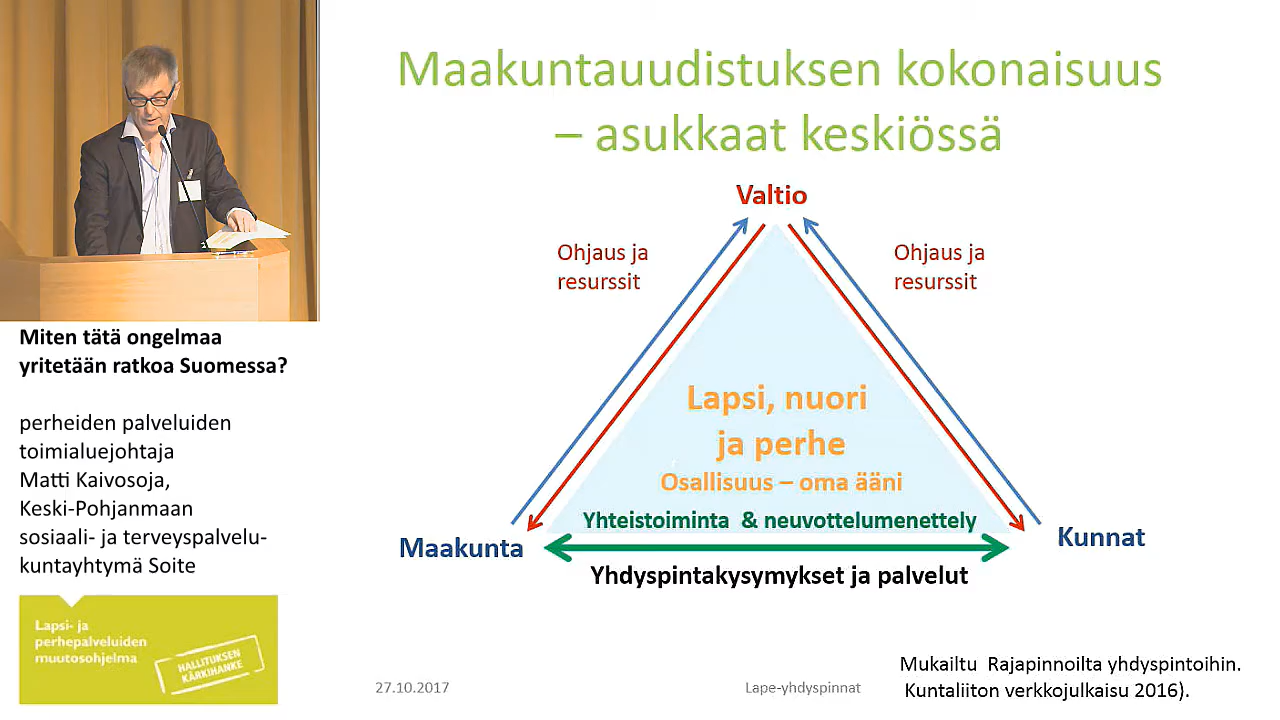 Maakuntauudistuksen kokonaisuus
– asukkaat keskiössä
Valtio
Ohjaus ja
resurssit
Ohjaus ja
resurssit
Lapsi, nuori
ja perhe
Osallisuus – oma ääni
Yhteistoiminta & neuvottelumenettely
Maakunta
Kunnat
Yhdyspintakysymykset ja palvelut
Miten tätä ongelmaa
yritetään ratkoa Suomessa?
perheiden palveluiden
toimialuejohtaja
Matti Kaivosoja,
Keski-Pohjanmaan
sosiaali- ja terveyspalvelu-
kuntayhtymä Soite
Lapsi- ja
perhepalveluiden
muutosohjelma
HALLITUKSEN
KÄRKIHANKE
27.10.2017
Lape-yhdyspinnat
Mukailtu Rajapinnoilta yhdyspintoihin.
Kuntaliiton verkkojulkaisu 2016).